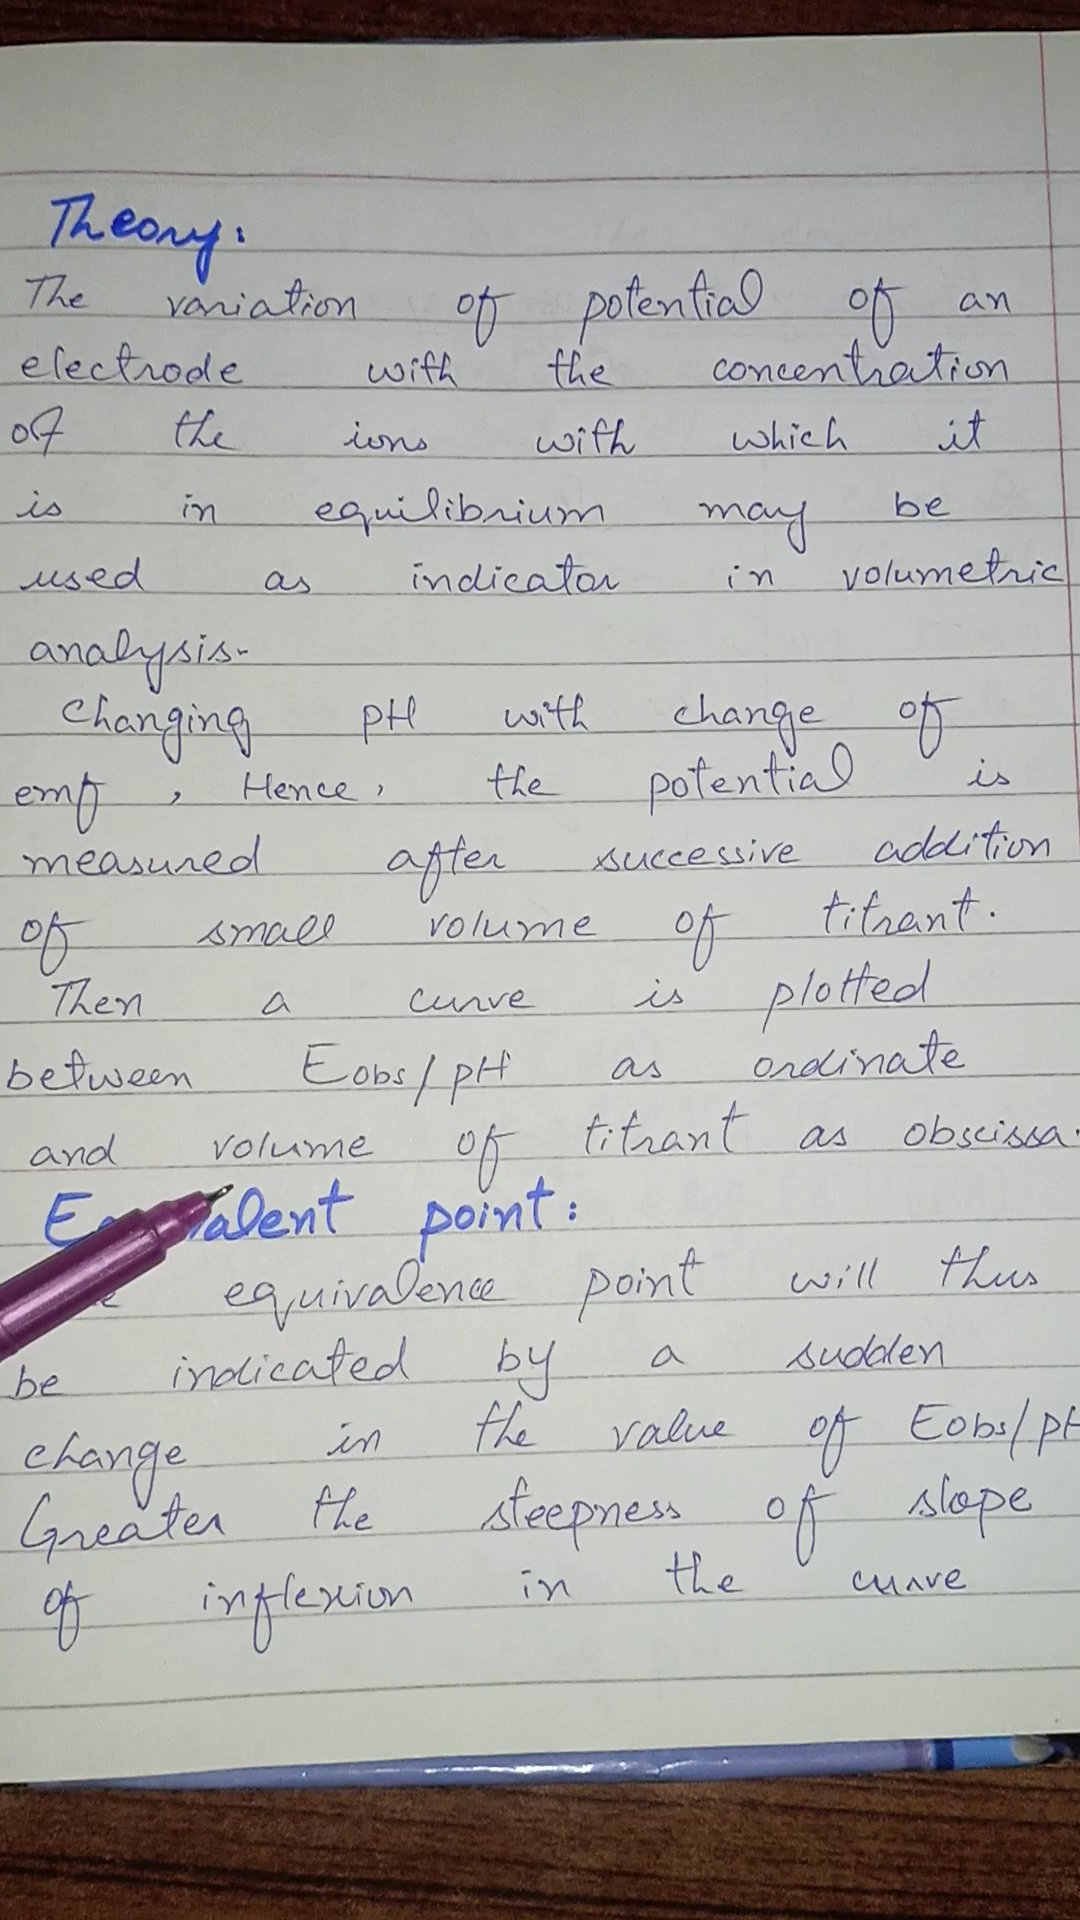 Theory:
The variation of potential of an
electrode with the concentration
of the ions with which it
is in equilibrium may be
used as indicator in volumetric
analysis.
Changing pH with change of
emf, Hence, the potential is
measured after successive addition
of small volume of titrant.
Then a curve is plotted
between Eobs/pH as ordinate
and volume of titrant as obscissa.
point:
equivalence point will thus
be indicated by a sudden
change in the value of Eobs/pH
Greater the steepness of slope
of inflexion in the curve